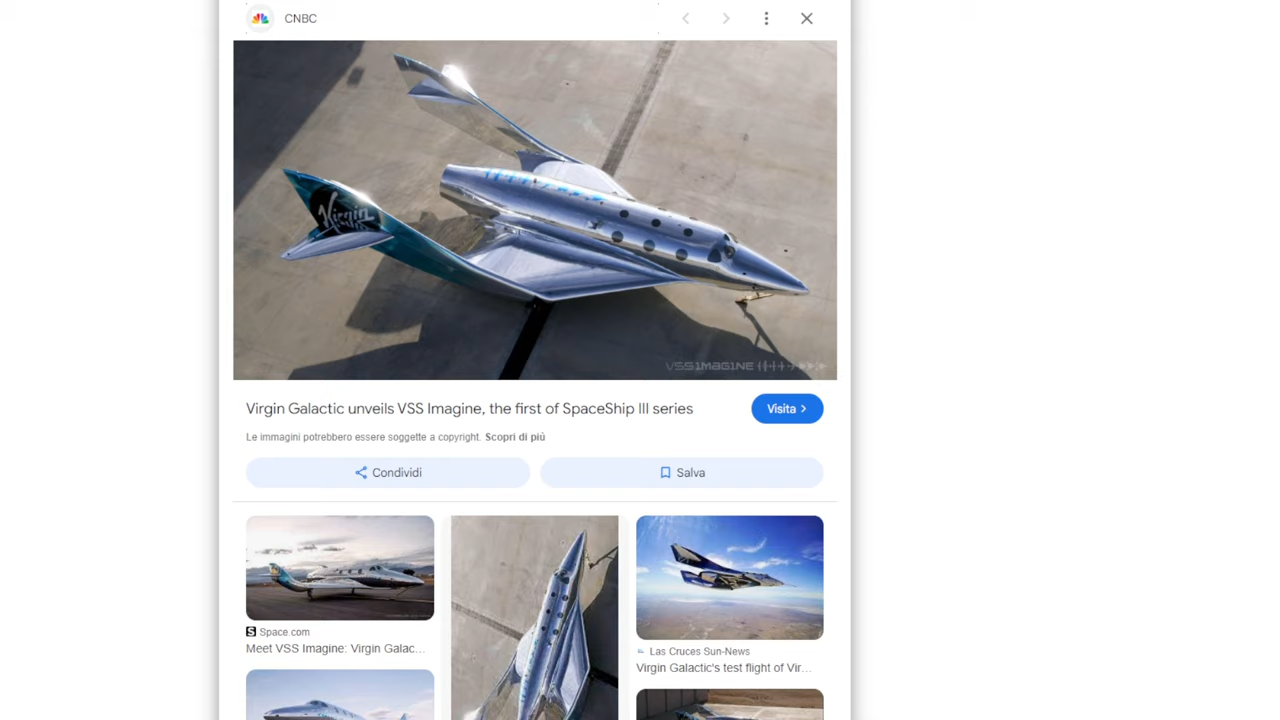 CNBC
Virgin
VSS IMAGINE
Virgin Galactic unveils VSS Imagine, the first of SpaceShip III series
Visita
Le immagini potrebbero essere soggette a copyright. Scopri di più
Condividi
Salva
Space.com
Meet VSS Imagine: Virgin Galac...
Las Cruces Sun-News
Virgin Galactic's test flight of Vir...